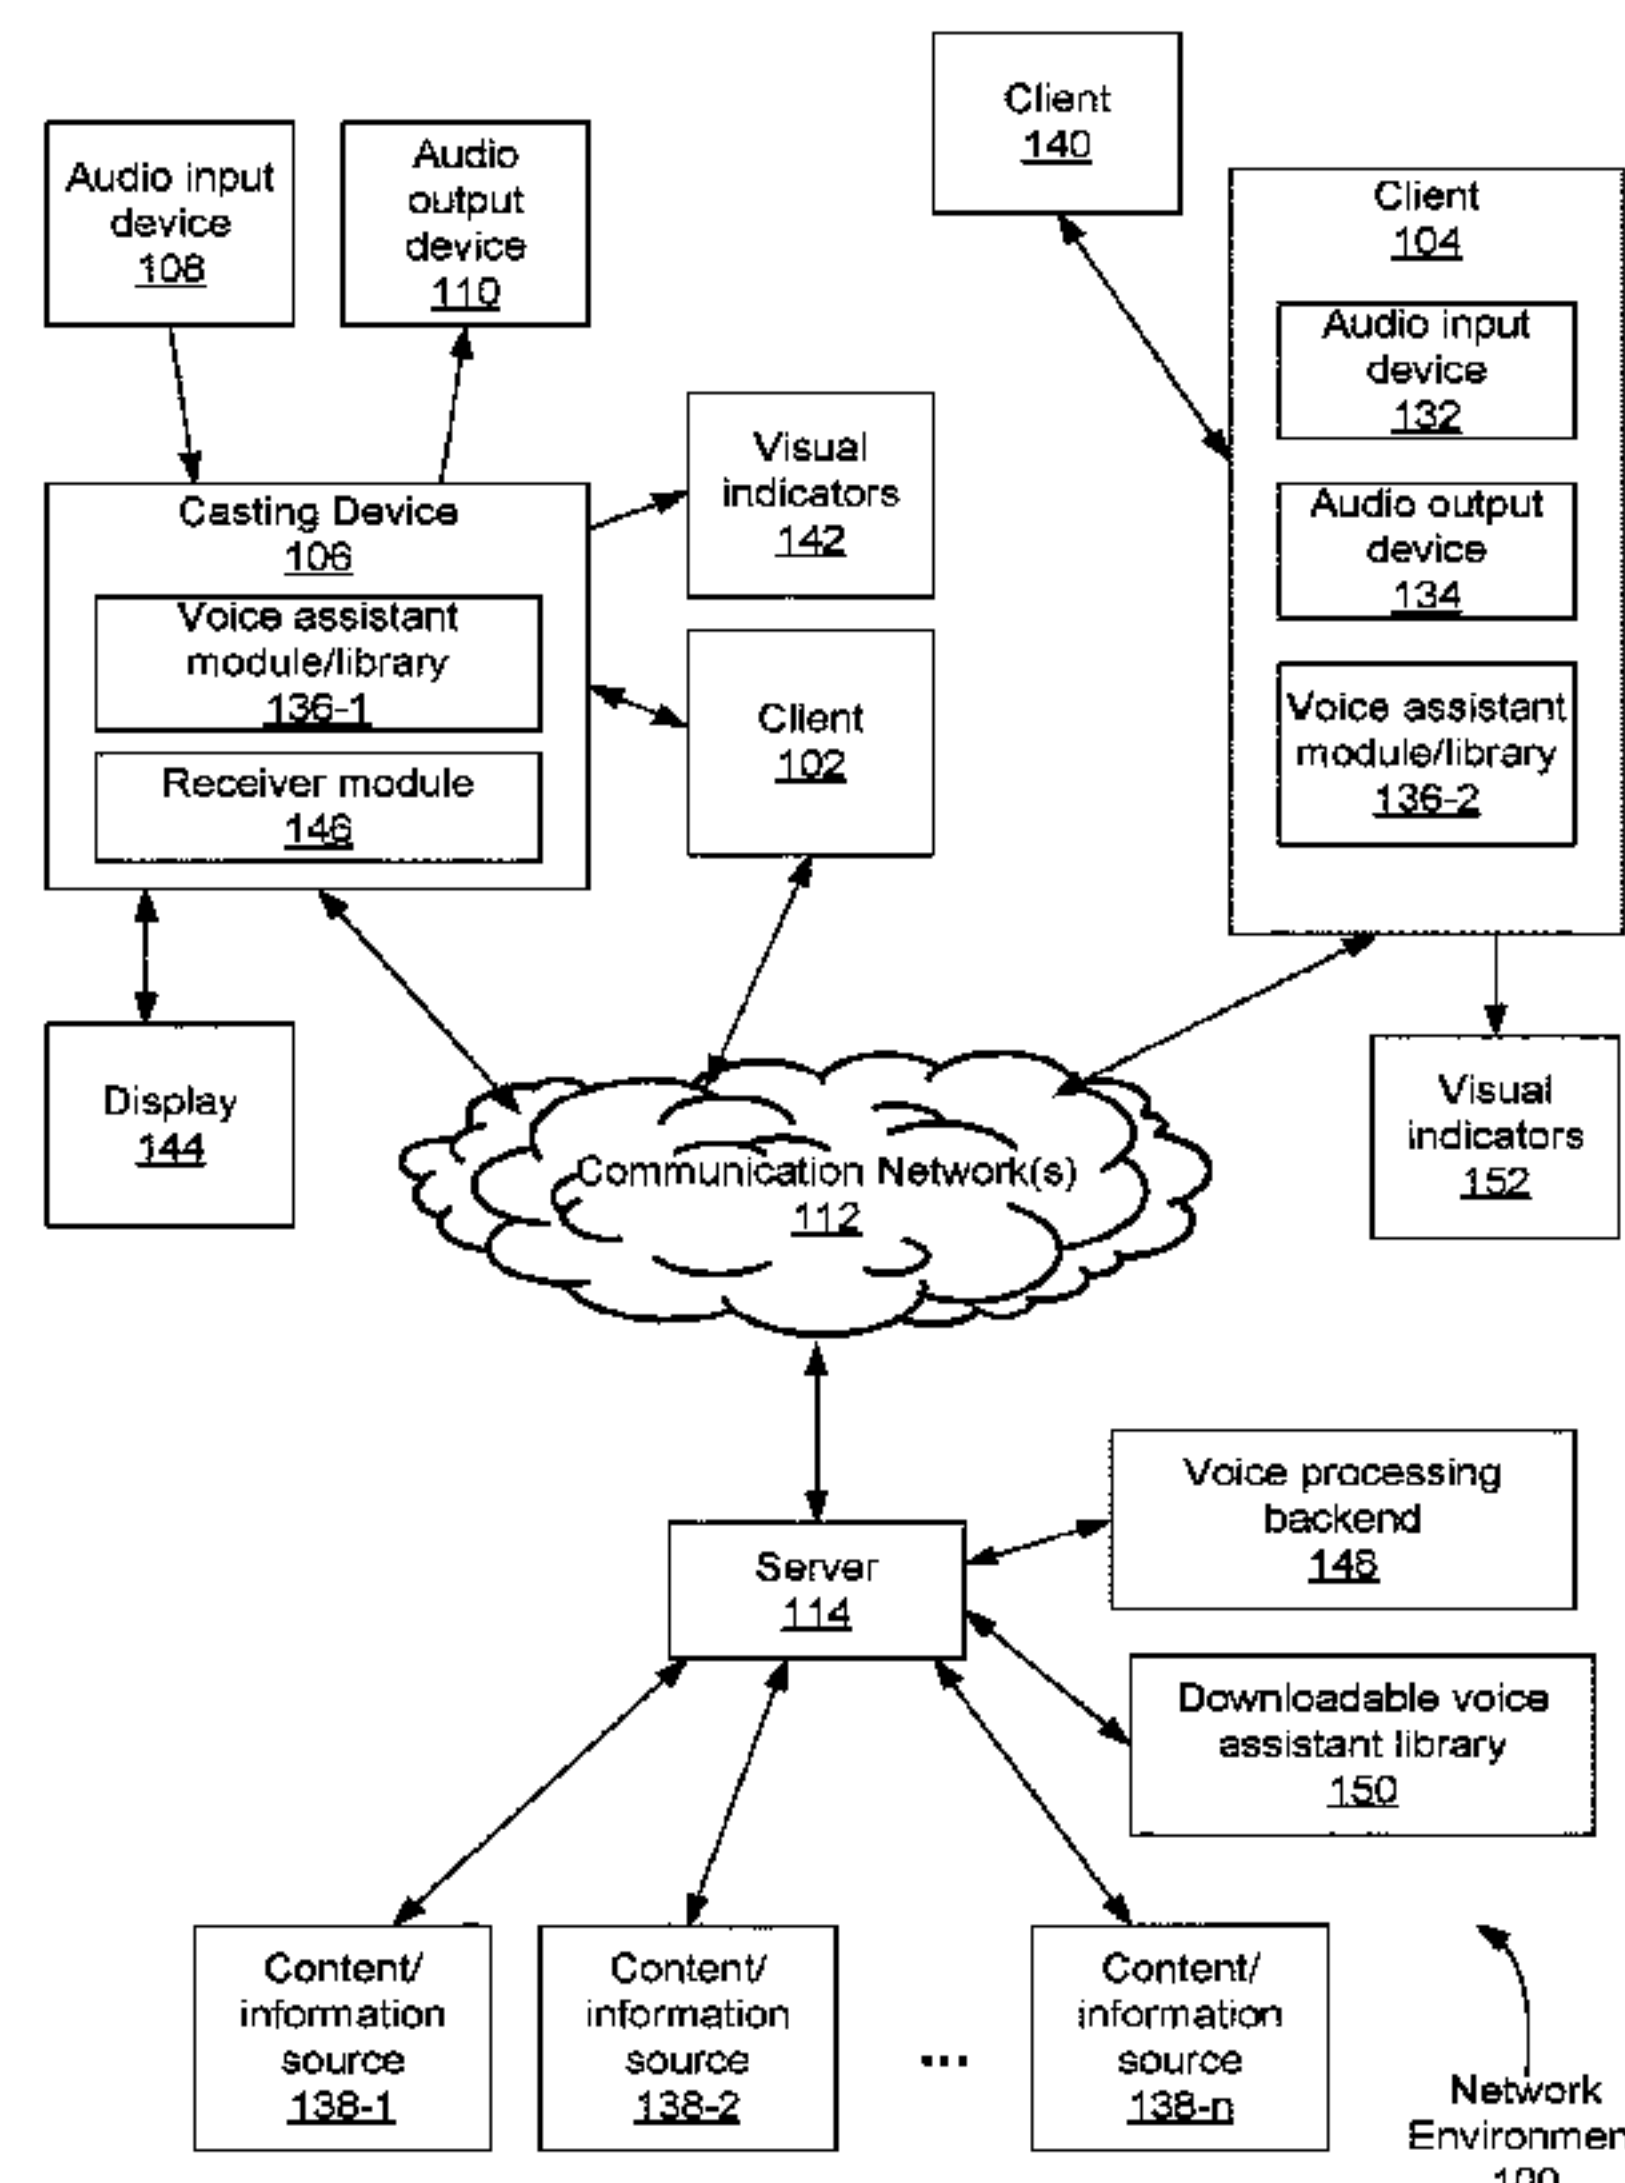 Client
140
Audio input
device
108
Audio
output
device
110
Client
104
Audio input
device
132
Audio output
device
134
Voice assistant
module/library
136-2
Visual
indicators
142
Casting Device
106
Voice assistant
module/library
136-1
Receiver module
146
Client
102
Display
144
Communication Network(s)
112
Visual
indicators
152
Server
114
Voice processing
backend
148
Downloadable voice
assistant library
150
Content/
information
source
138-1
Content/
information
source
138-2
...
Content/
information
source
138-n
Network
Environmen